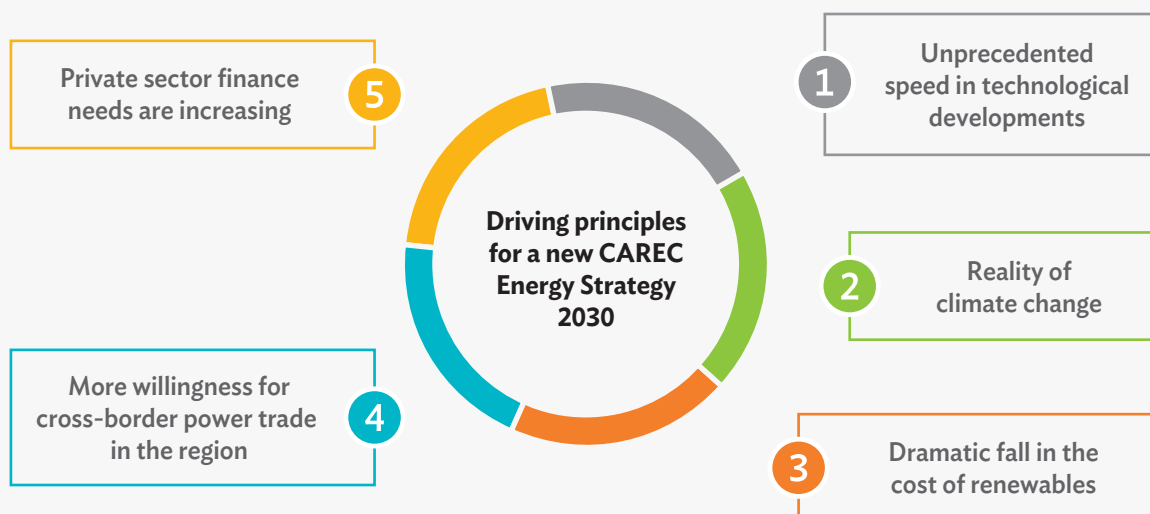 Driving principles
for a new CAREC
Energy Strategy
2030
1
Unprecedented
speed in technological
developments
2
Reality of
climate change
3
Dramatic fall in the
cost of renewables
4
More willingness for
cross-border power trade
in the region
5
Private sector finance
needs are increasing